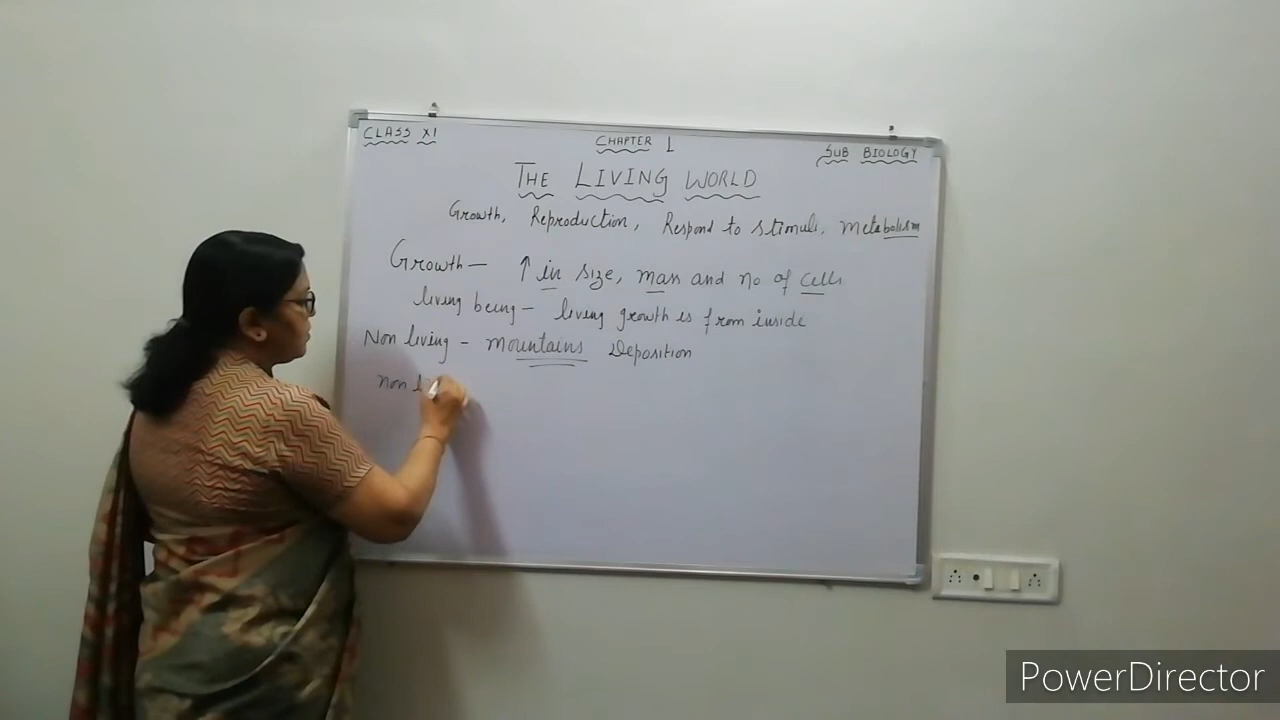 CLASS XI
CHAPTER 1
SUB BIOLOGY
THE LIVING WORLD
Growth, Reproduction, Respond to stimuli, Metabolism
Growth — ↑ in size, mass and no of cells
living being — living growth is from inside
Non living - mountains Deposition
non l
PowerDirector